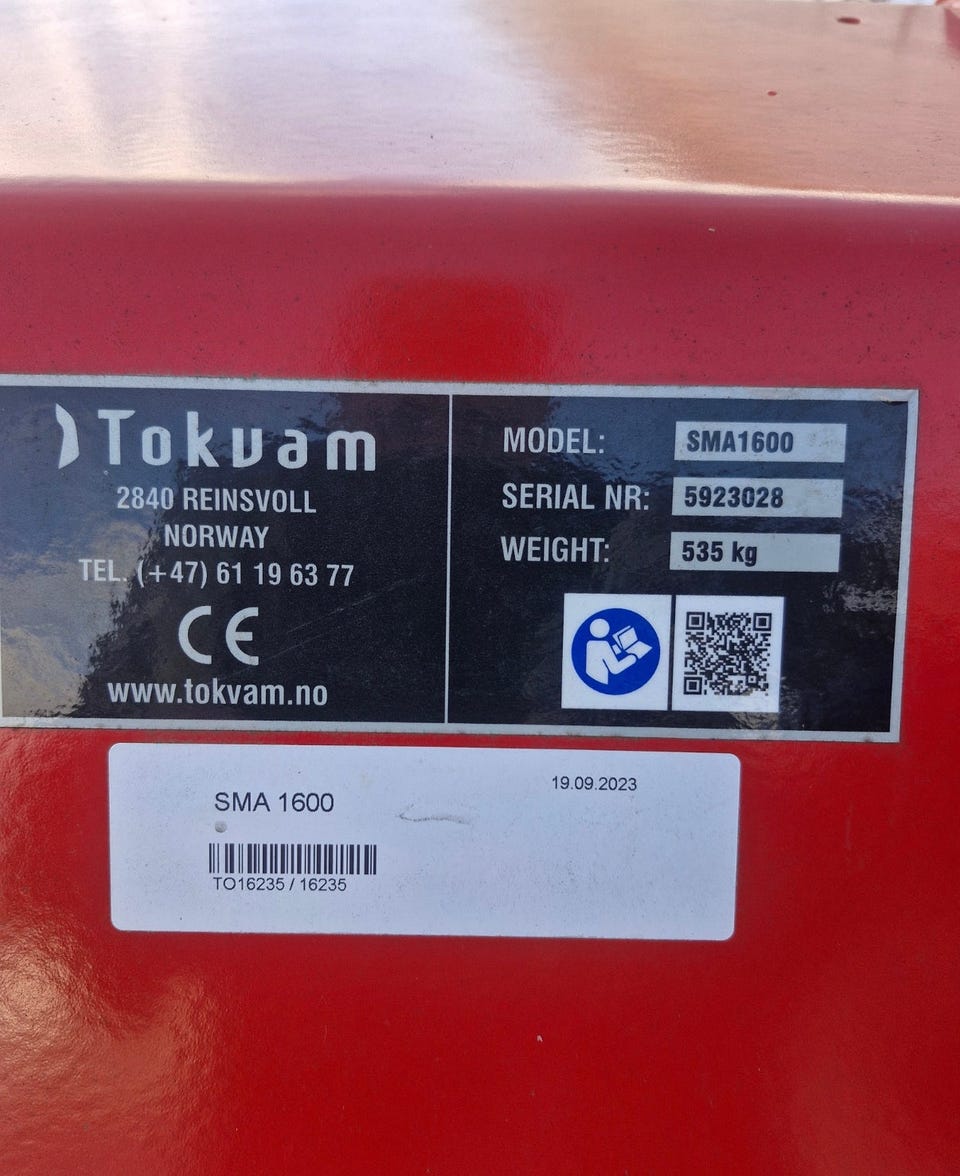 Tokvam
2840 REINSVOLL
NORWAY
TEL. (+47) 61 19 63 77
CE
www.tokvam.no
MODEL: SMA1600
SERIAL NR: 5923028
WEIGHT: 535 kg
SMA 1600
19.09.2023
TO16235 / 16235